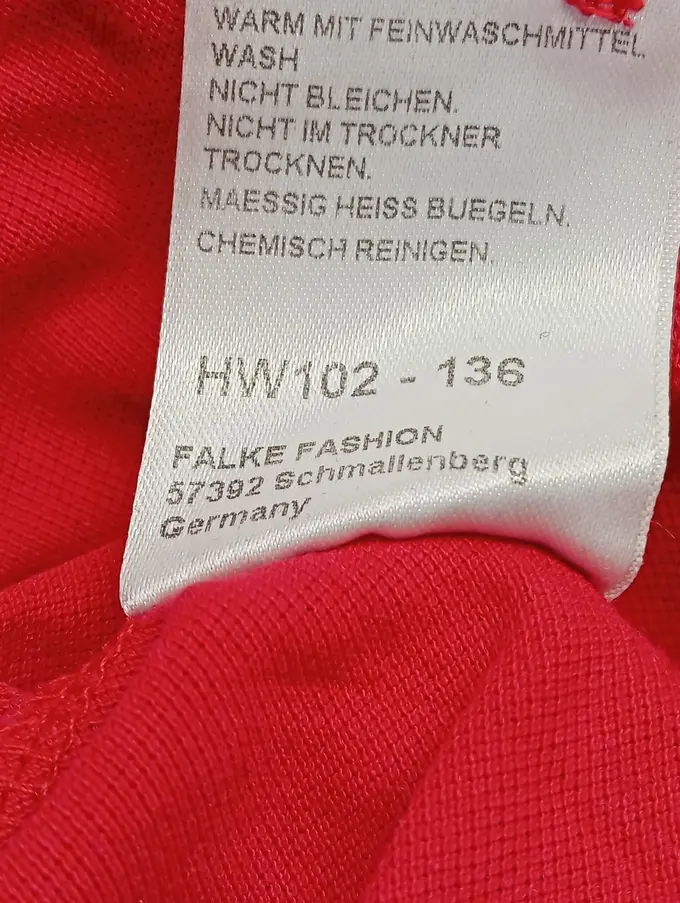 WARM MIT FEINWASCHMITTEL
WASH
NICHT BLEICHEN.
NICHT IM TROCKNER
TROCKNEN.
MAESSIG HEISS BUEGELN.
CHEMISCH REINIGEN.
HW102 - 136
FALKE FASHION
57392 Schmallenberg
Germany